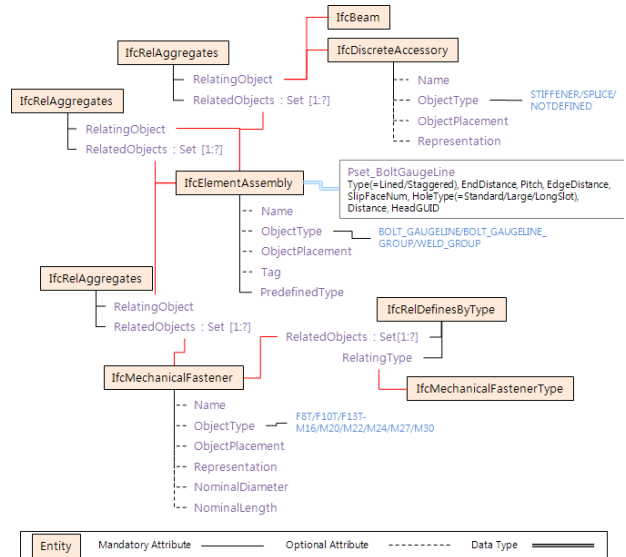 IfcBeam
IfcRelAggregates
IfcDiscreteAccessory
RelatingObject
Name
RelatedObjects : Set [1:?]
ObjectType
STIFFENER/SPLICE/
NOTDEFINED
IfcRelAggregates
ObjectPlacement
RelatingObject
Representation
RelatedObjects : Set [1:?]
Pset_BoltGaugeLine
Type(=Lined/Staggered), EndDistance, Pitch, EdgeDistance,
SlipFaceNum, HoleType(=Standard/Large/LongSlot),
Distance, HeadGUID
IfcElementAssembly
Name
ObjectType
BOLT_GAUGELINE/BOLT_GAUGELINE_
GROUP/WELD_GROUP
ObjectPlacement
Tag
PredefinedType
IfcRelAggregates
RelatingObject
RelatedObjects : Set [1:?]
IfcRelDefinesByType
RelatedObjects : Set[1:?]
RelatingType
IfcMechanicalFastener
IfcMechanicalFastenerType
Name
ObjectType
F8T/F10T/F13T-
M16/M20/M22/M24/M27/M30
ObjectPlacement
Representation
NominalDiameter
NominalLength
Entity
Mandatory Attribute
Optional Attribute
Data Type